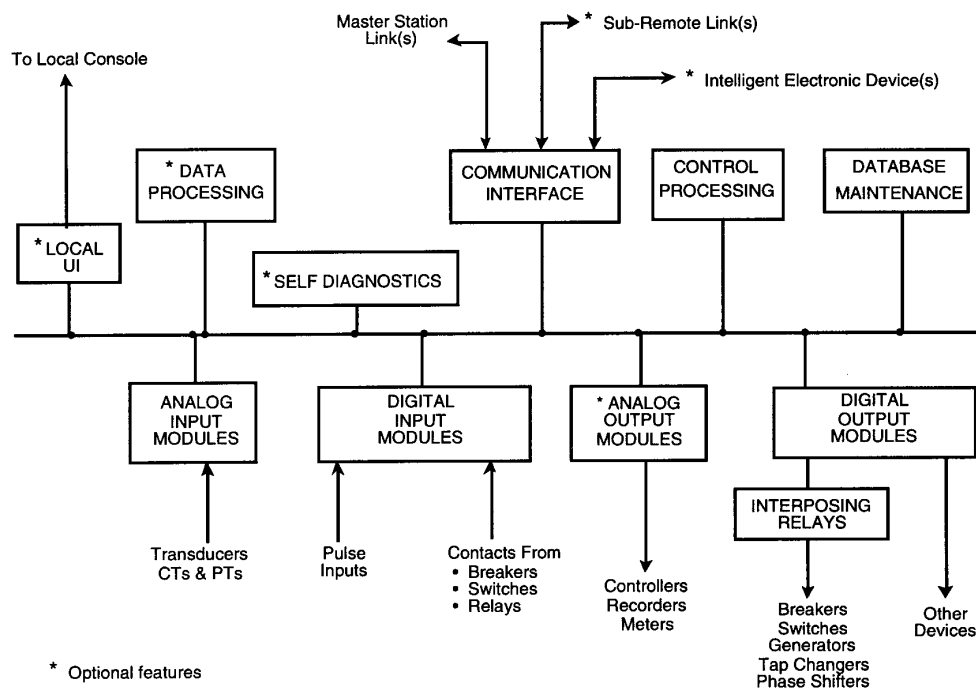 Master Station
Link(s)
* Sub-Remote Link(s)
To Local Console
* Intelligent Electronic Device(s)
* DATA
PROCESSING
COMMUNICATION
INTERFACE
CONTROL
PROCESSING
DATABASE
MAINTENANCE
* LOCAL
UI
* SELF DIAGNOSTICS
ANALOG
INPUT
MODULES
DIGITAL
INPUT
MODULES
* ANALOG
OUTPUT
MODULES
DIGITAL
OUTPUT
MODULES
INTERPOSING
RELAYS
Transducers
CTs & PTs
Pulse
Inputs
Contacts From
• Breakers
• Switches
• Relays
Controllers
Recorders
Meters
Breakers
Switches
Generators
Tap Changers
Phase Shifters
Other
Devices
* Optional features